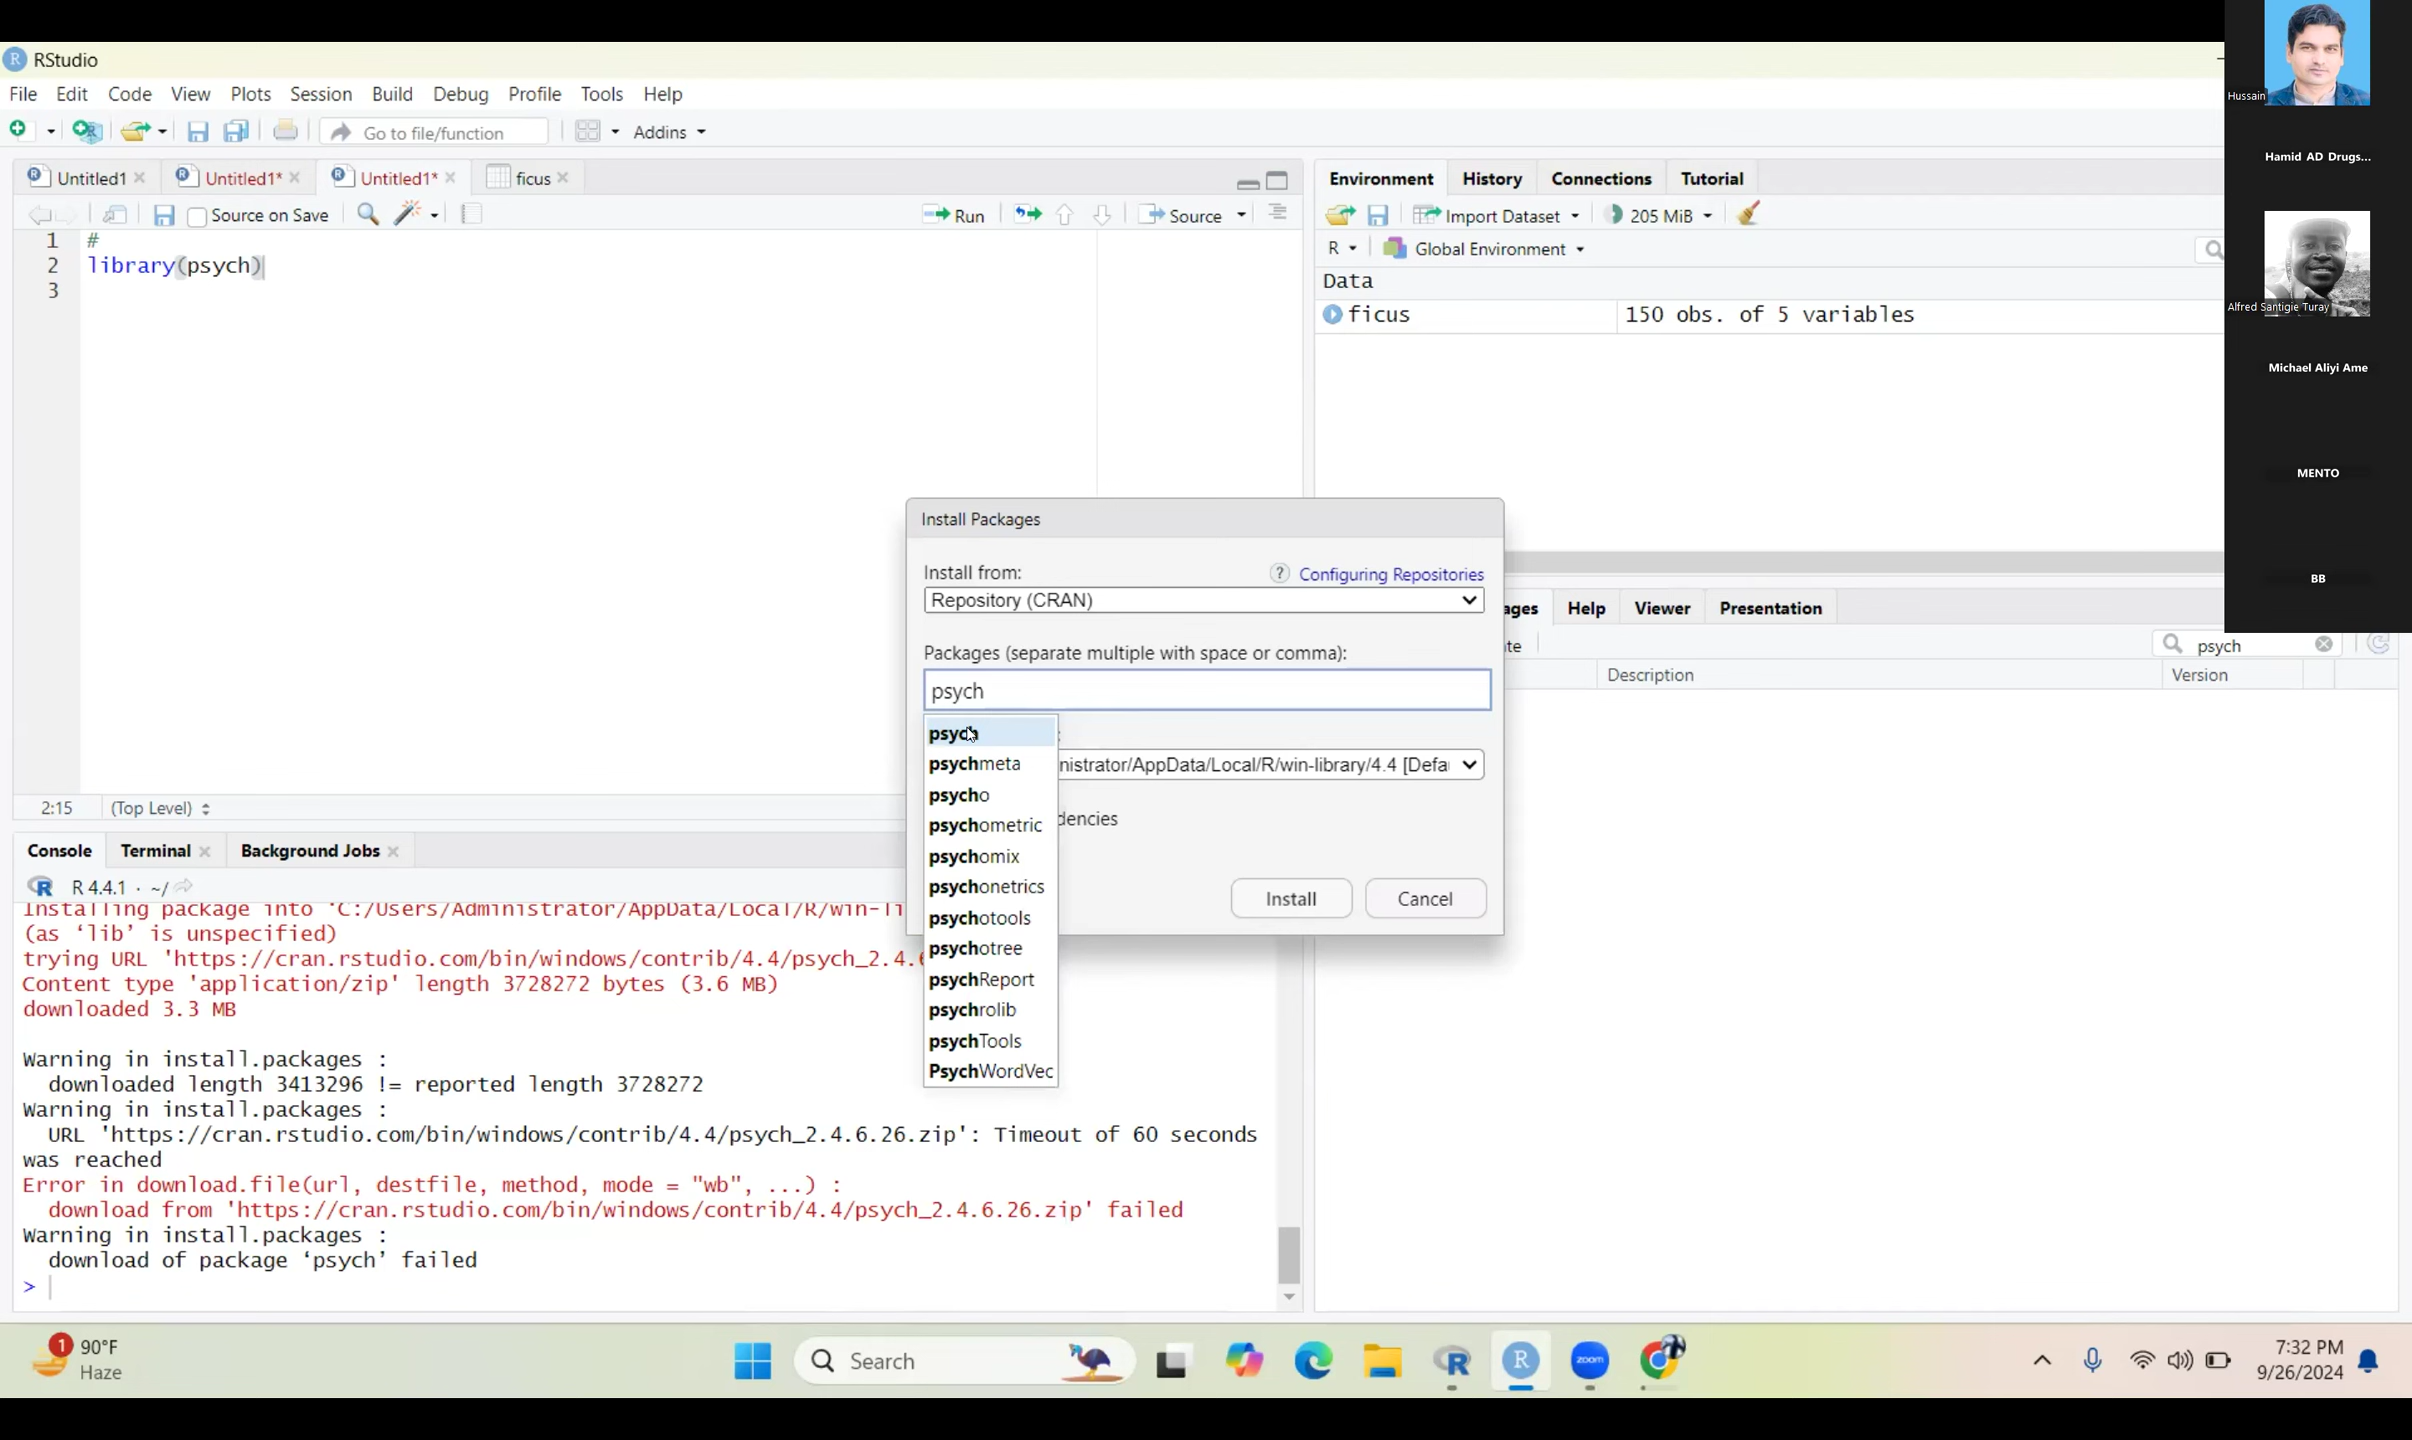 RStudio
File Edit Code View Plots Session Build Debug Profile Tools Help
Go to file/function Addins
Untitled1 Untitled1* Untitled1* ficus
Source on Save Run Source
1 #
2 library(psych)
3
2:15 (Top Level)
Console Terminal Background Jobs
R 4.4.1 · ~/
Installing package into ‘C:/Users/Administrator/AppData/Local/R/win-li
(as ‘lib’ is unspecified)
trying URL 'https://cran.rstudio.com/bin/windows/contrib/4.4/psych_2.4.6
Content type 'application/zip' length 3728272 bytes (3.6 MB)
downloaded 3.3 MB
Warning in install.packages :
downloaded length 3413296 != reported length 3728272
Warning in install.packages :
URL 'https://cran.rstudio.com/bin/windows/contrib/4.4/psych_2.4.6.26.zip': Timeout of 60 seconds
was reached
Error in download.file(url, destfile, method, mode = "wb", ...) :
download from 'https://cran.rstudio.com/bin/windows/contrib/4.4/psych_2.4.6.26.zip' failed
Warning in install.packages :
download of package ‘psych’ failed
>
Environment History Connections Tutorial
Import Dataset 205 MiB
R Global Environment
Data
ficus 150 obs. of 5 variables
ages Help Viewer Presentation
te psych
Description Version
Install Packages
Install from: ? Configuring Repositories
Repository (CRAN)
Packages (separate multiple with space or comma):
psych
psych
psychmeta
psycho
psychometric
psychomix
psychonetrics
psychotools
psychotree
psychReport
psychrolib
psychTools
PsychWordVec
:
nistrator/AppData/Local/R/win-library/4.4 [Defa
dencies
Install Cancel
Hussain
Hamid AD Drugs...
Alfred Santigie Turay
Michael Aliyi Ame
MENTO
BB
1 90°F
Haze
Search
zoom
7:32 PM
9/26/2024